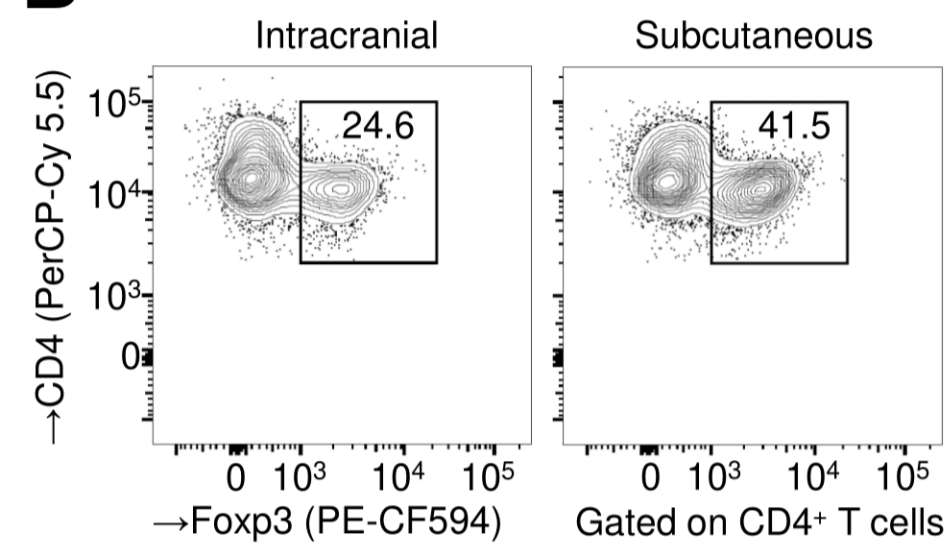 Intracranial
Subcutaneous
→CD4 (PerCP-Cy 5.5)
10⁵
10⁴
10³
0
24.6
41.5
0 10³ 10⁴ 10⁵
0 10³ 10⁴ 10⁵
→Foxp3 (PE-CF594)
Gated on CD4⁺ T cells